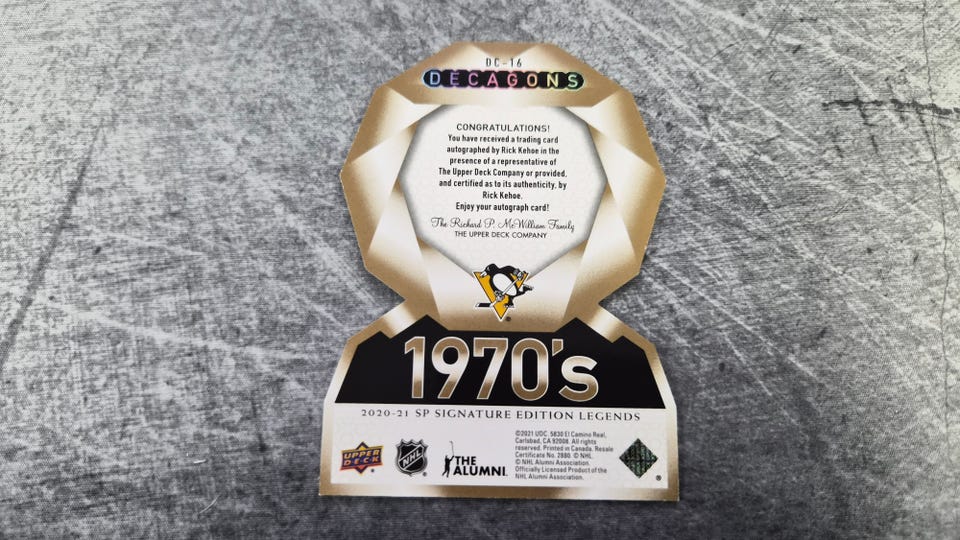 DC-16
DECAGONS
CONGRATULATIONS!
You have received a trading card
autographed by Rick Kehoe in the
presence of a representative of
The Upper Deck Company or provided,
and certified as to its authenticity, by
Rick Kehoe.
Enjoy your autograph card!
The Richard P. McWilliam Family
THE UPPER DECK COMPANY
1970's
2020-21 SP SIGNATURE EDITION LEGENDS
UPPER
DECK
NHL
THE
ALUMNI
©2021 UDC. 5830 El Camino Real,
Carlsbad, CA 92008. All rights
reserved. Printed in Canada. Resale
Certificate No. 2880. © NHL
© NHL Alumni Association.
Officially Licensed Product of the
NHL Alumni Association.